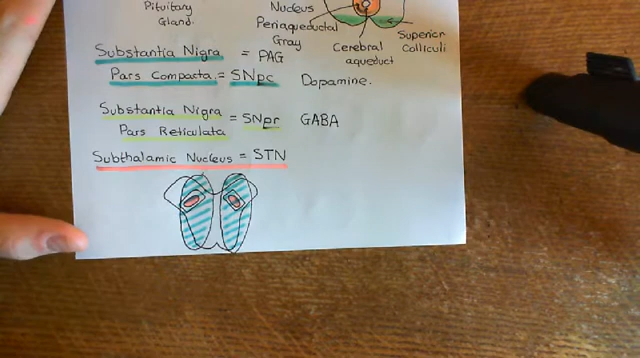 Pituitary
Gland.
Nucleus
Periaqueductal
Gray
= PAG
Cerebral
aqueduct
Superior
Colliculi
Substantia Nigra
Pars Compacta = SNpc Dopamine.
Substantia Nigra
Pars Reticulata = SNpr GABA
Subthalamic Nucleus = STN